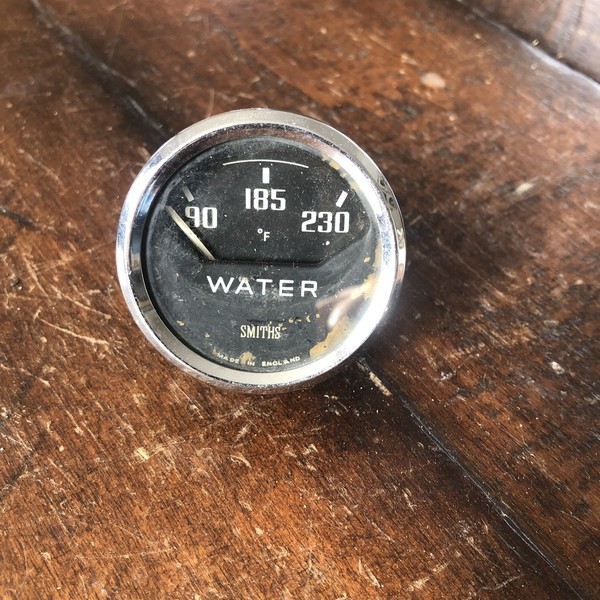 185
90 230
°F
WATER
SMITHS
MADE IN ENGLAND